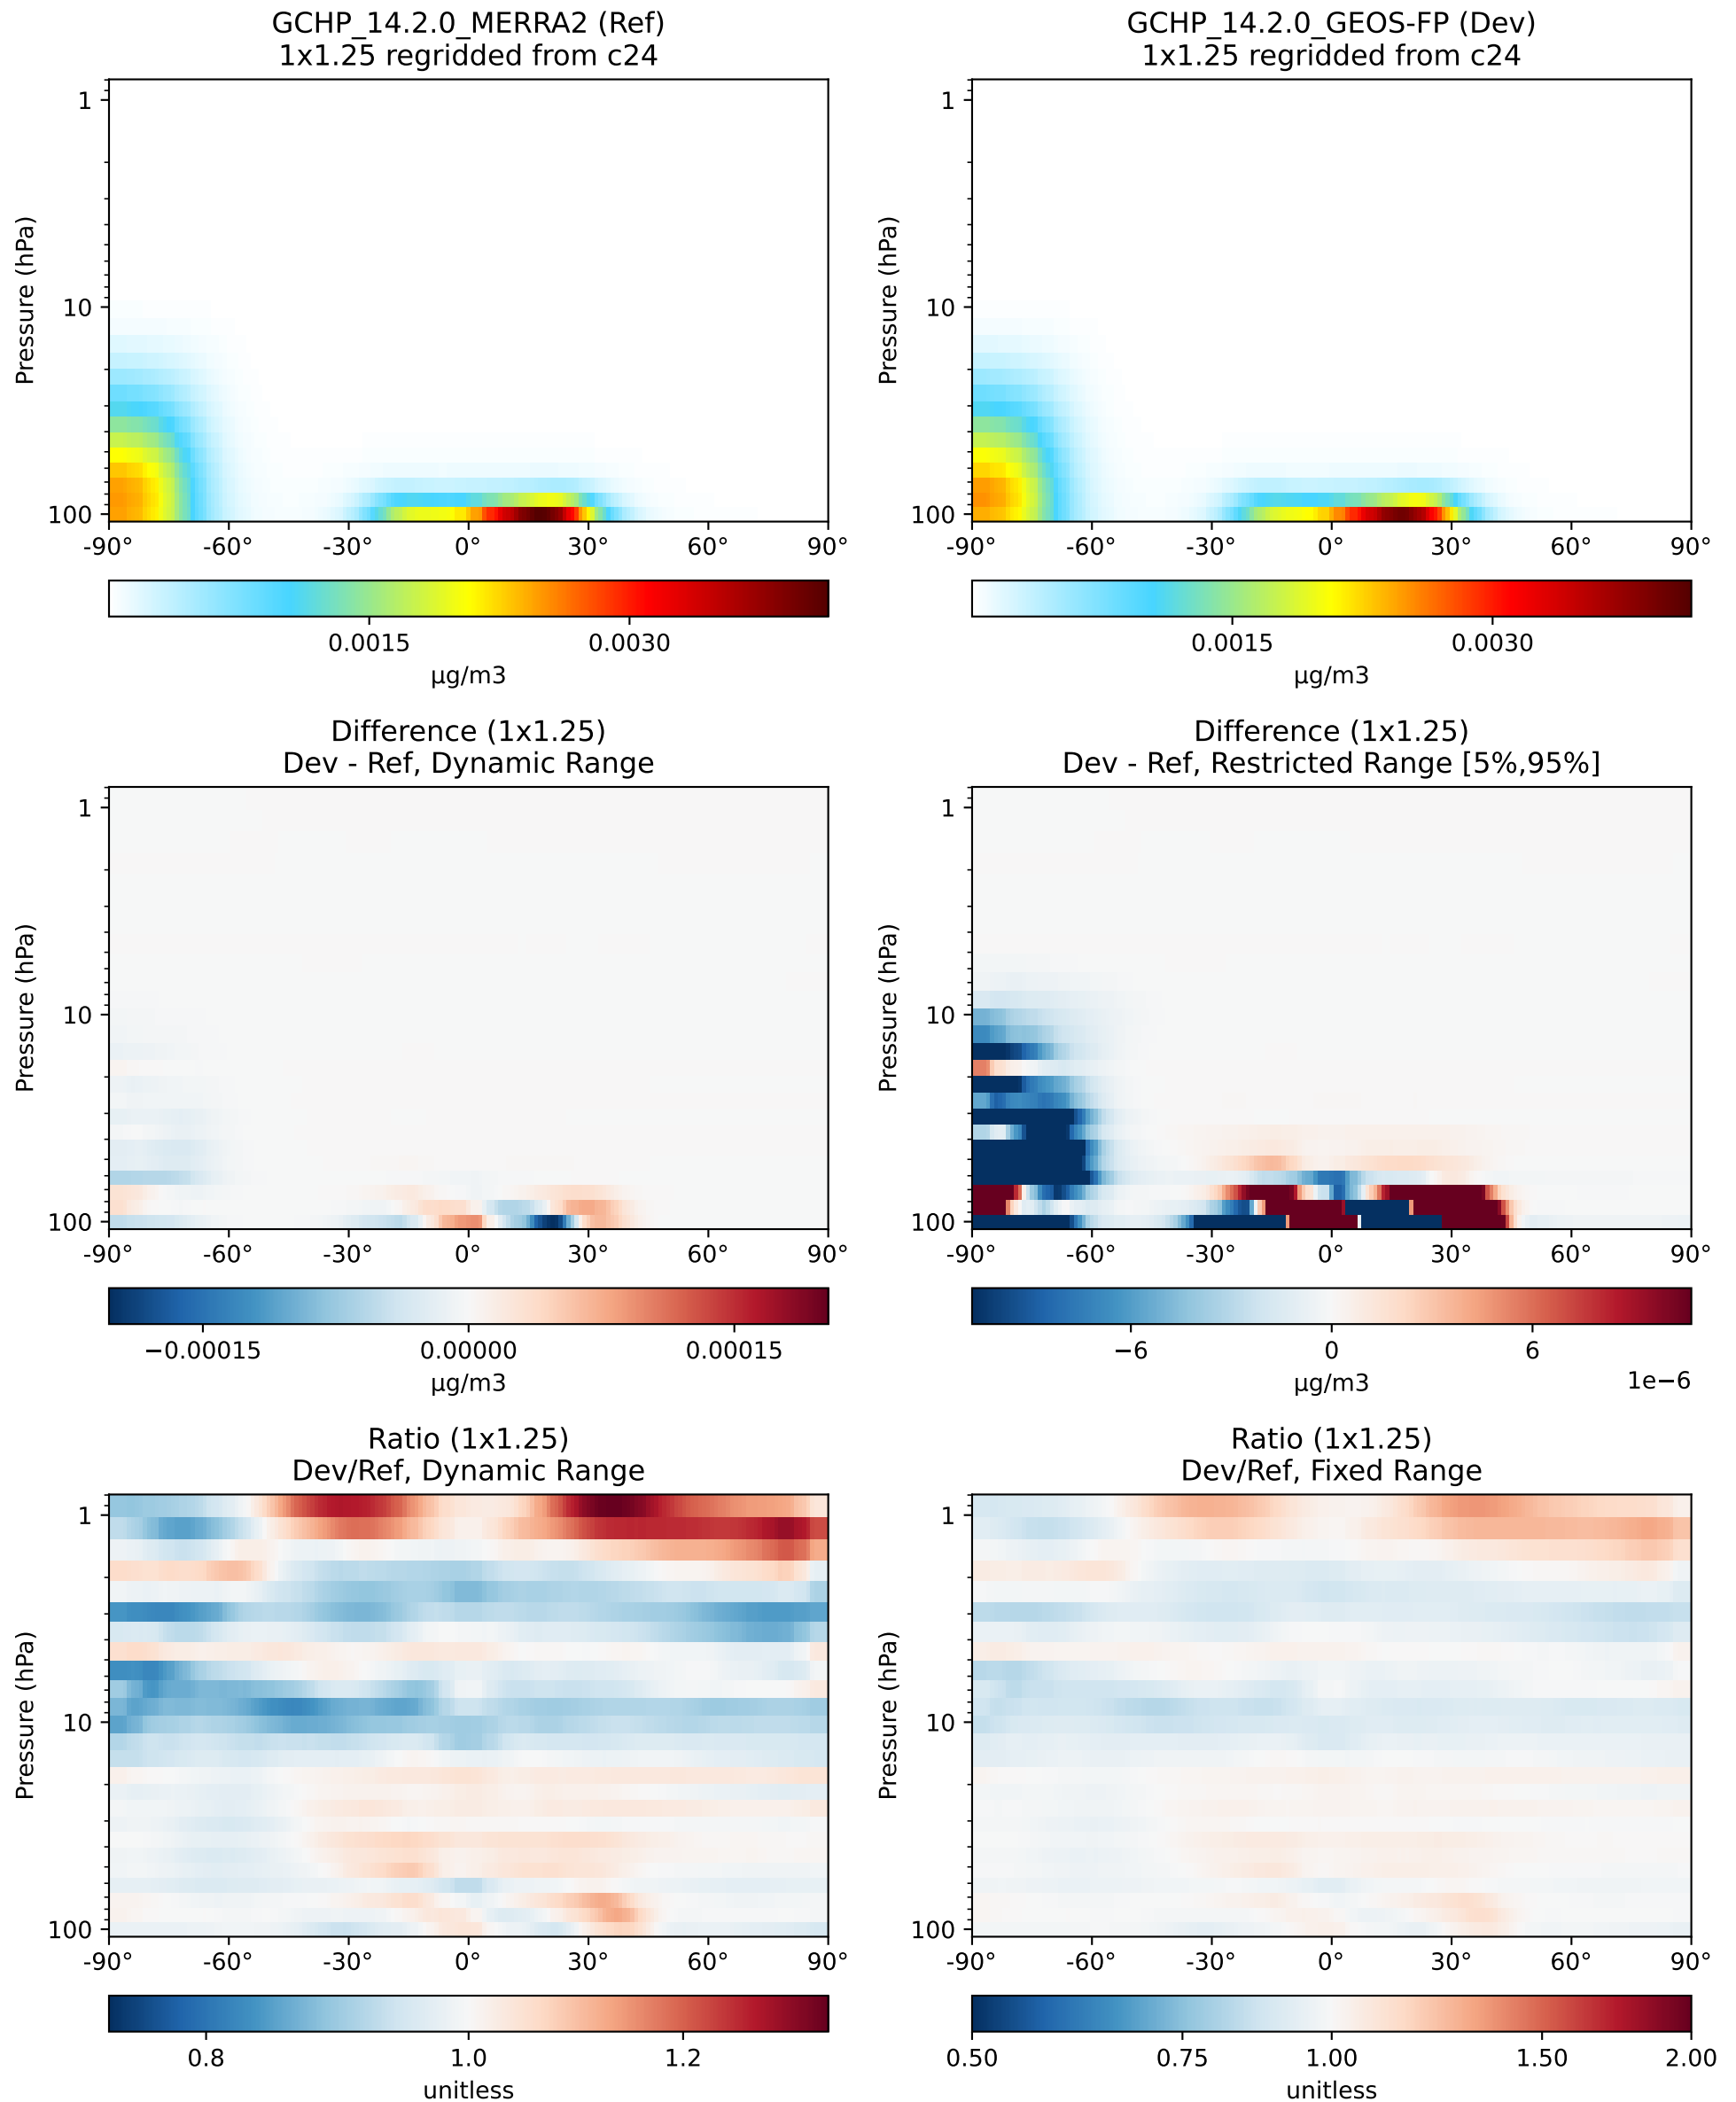 GCHP_14.2.0_MERRA2 (Ref)
1x1.25 regridded from c24
Pressure (hPa)
1
10
100
-90° -60° -30° 0° 30° 60° 90°
0.0015 0.0030
µg/m3
GCHP_14.2.0_GEOS-FP (Dev)
1x1.25 regridded from c24
Pressure (hPa)
1
10
100
-90° -60° -30° 0° 30° 60° 90°
0.0015 0.0030
µg/m3
Difference (1x1.25)
Dev - Ref, Dynamic Range
Pressure (hPa)
1
10
100
-90° -60° -30° 0° 30° 60° 90°
−0.00015 0.00000 0.00015
µg/m3
Difference (1x1.25)
Dev - Ref, Restricted Range [5%,95%]
Pressure (hPa)
1
10
100
-90° -60° -30° 0° 30° 60° 90°
−6 0 6
µg/m3
1e−6
Ratio (1x1.25)
Dev/Ref, Dynamic Range
Pressure (hPa)
1
10
100
-90° -60° -30° 0° 30° 60° 90°
0.8 1.0 1.2
unitless
Ratio (1x1.25)
Dev/Ref, Fixed Range
Pressure (hPa)
1
10
100
-90° -60° -30° 0° 30° 60° 90°
0.50 0.75 1.00 1.50 2.00
unitless